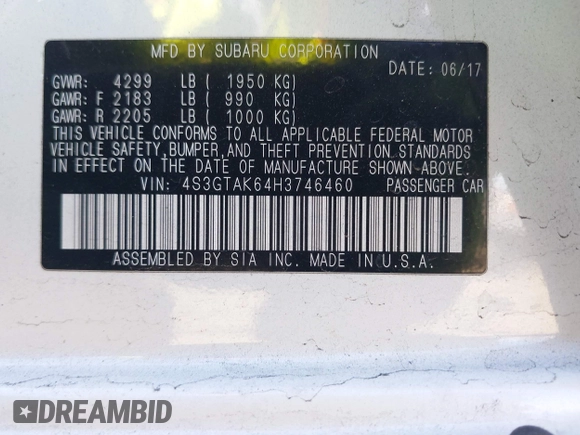 MFD BY SUBARU CORPORATION
DATE: 06/17
GVWR: 4299 LB ( 1950 KG)
GAWR: F 2183 LB ( 990 KG)
GAWR: R 2205 LB ( 1000 KG)
THIS VEHICLE CONFORMS TO ALL APPLICABLE FEDERAL MOTOR
VEHICLE SAFETY, BUMPER, AND THEFT PREVENTION STANDARDS
IN EFFECT ON THE DATE OF MANUFACTURE SHOWN ABOVE.
VIN: 4S3GTAK64H3746460 PASSENGER CAR
ASSEMBLED BY SIA INC. MADE IN U.S.A.
DREAMBID